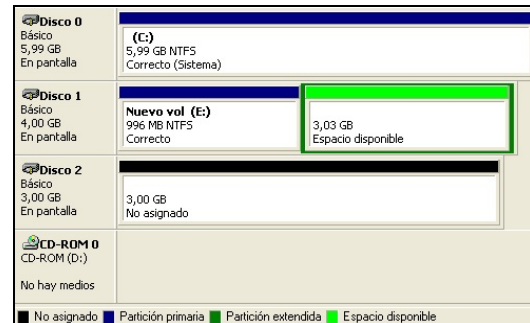 Disco 0
Básico
5,99 GB
En pantalla
(C:)
5,99 GB NTFS
Correcto (Sistema)
Disco 1
Básico
4,00 GB
En pantalla
Nuevo vol (E:)
996 MB NTFS
Correcto
3,03 GB
Espacio disponible
Disco 2
Básico
3,00 GB
En pantalla
3,00 GB
No asignado
CD-ROM 0
CD-ROM (D:)
No hay medios
No asignado Partición primaria Partición extendida Espacio disponible